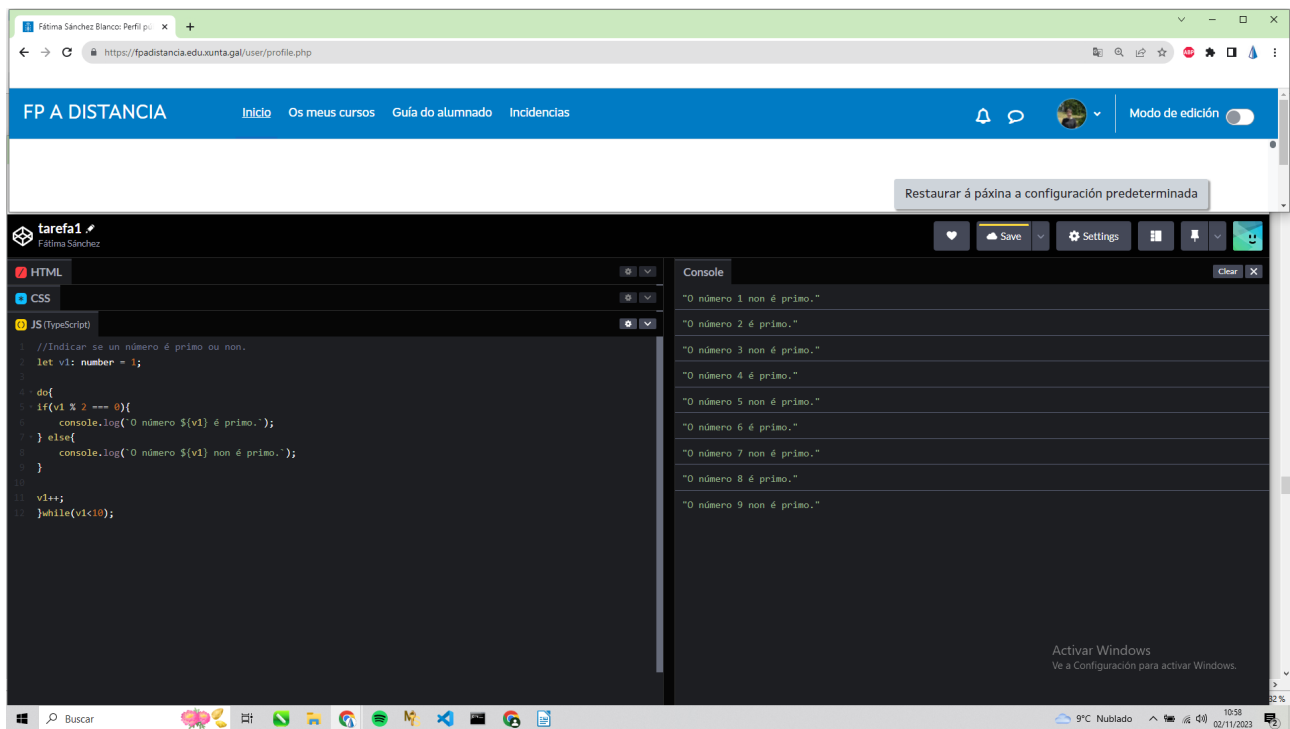 Fátima Sánchez Blanco: Perfil pú
https://fpadistancia.edu.xunta.gal/user/profile.php
ABP
FP A DISTANCIA Inicio Os meus cursos Guía do alumnado Incidencias Modo de edición
Restaurar á páxina a configuración predeterminada
tarefa1
Fátima Sánchez
Save Settings
HTML
CSS
JS (TypeScript)
1 //Indicar se un número é primo ou non.
2 let v1: number = 1;
3
4 do{
5 if(v1 % 2 === 0){
6 console.log(`O número ${v1} é primo.`);
7 } else{
8 console.log(`O número ${v1} non é primo.`);
9 }
10
11 v1++;
12 }while(v1<10);
Console Clear X
"O número 1 non é primo."
"O número 2 é primo."
"O número 3 non é primo."
"O número 4 é primo."
"O número 5 non é primo."
"O número 6 é primo."
"O número 7 non é primo."
"O número 8 é primo."
"O número 9 non é primo."
Activar Windows
Ve a Configuración para activar Windows.
32 %
Buscar
9°C Nublado
10:58
02/11/2023
2